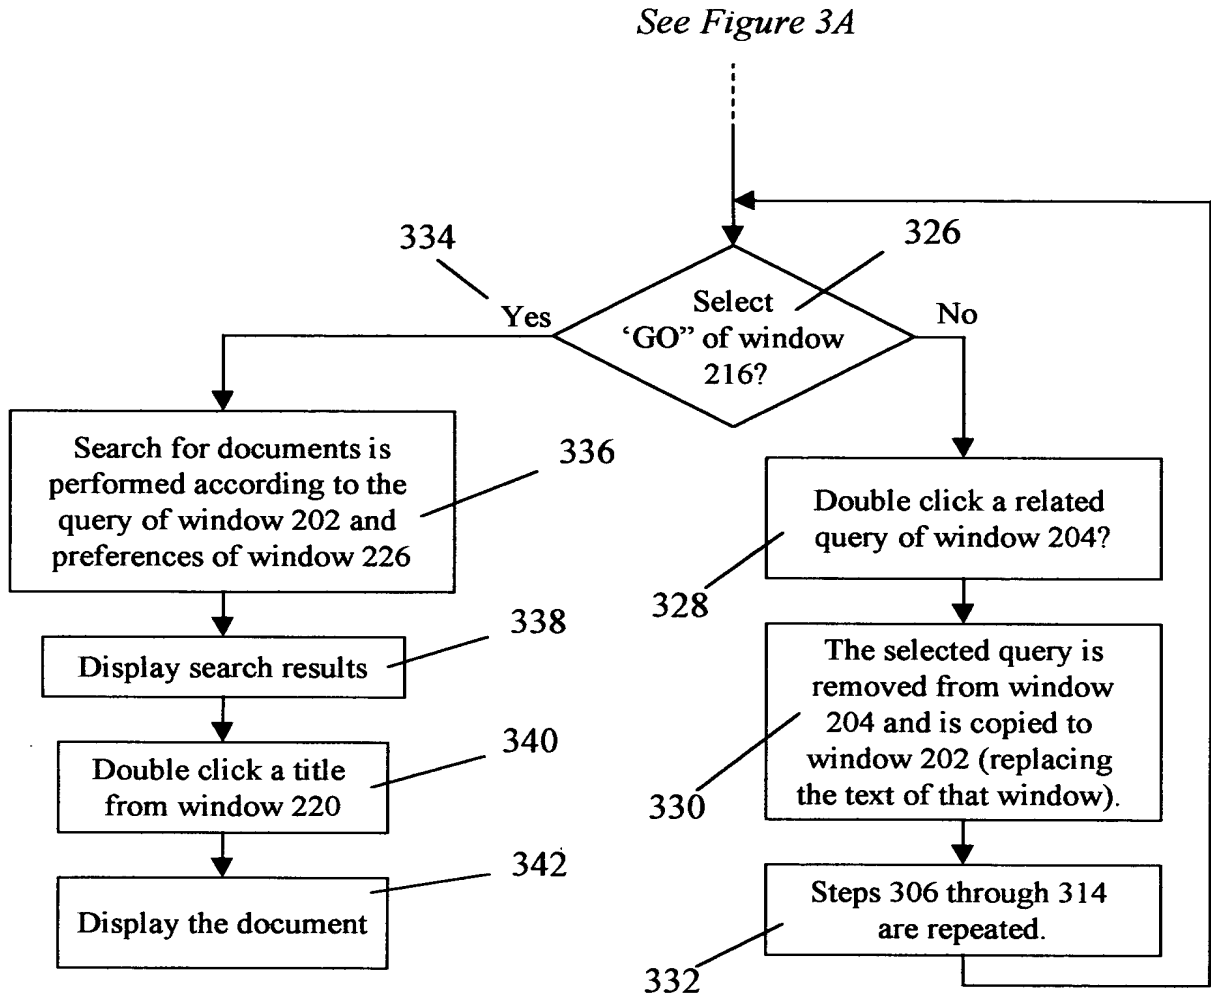 See Figure 3A
334
326
Yes
Select
‘GO” of window
216?
No
Search for documents is
performed according to the
query of window 202 and
preferences of window 226
336
Double click a related
query of window 204?
328
338
Display search results
The selected query is
removed from window
204 and is copied to
window 202 (replacing
the text of that window).
330
340
Double click a title
from window 220
342
Display the document
Steps 306 through 314
are repeated.
332